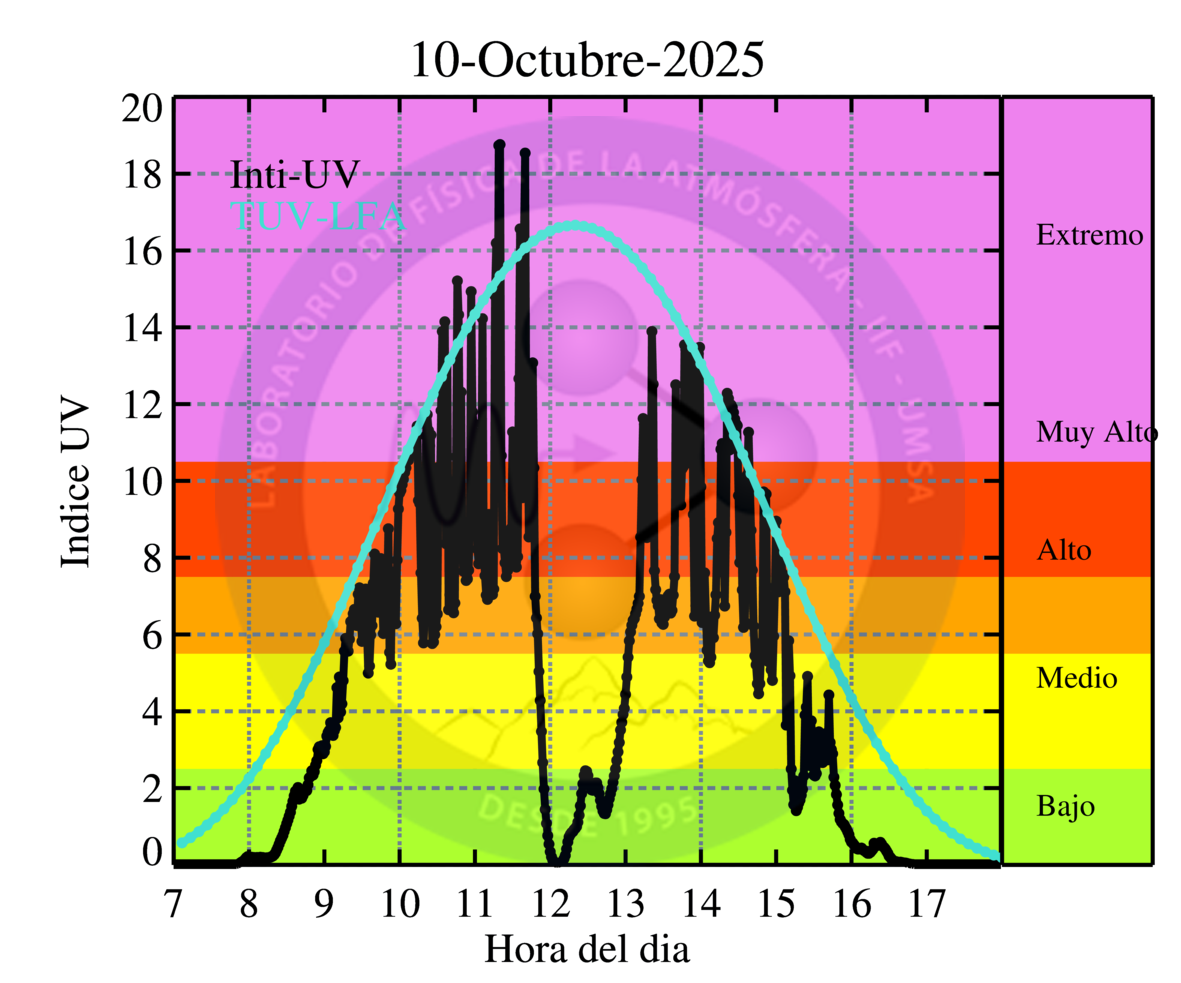 10-Octubre-2025
Indice UV
20
18
16
14
12
10
8
6
4
2
0
Inti-UV
TUV-LFA
LABORATORIO DE FÍSICA DE LA ATMÓSFERA - IIF - UMSA
DESDE 1995
Extremo
Muy Alto
Alto
Medio
Bajo
7 8 9 10 11 12 13 14 15 16 17
Hora del dia